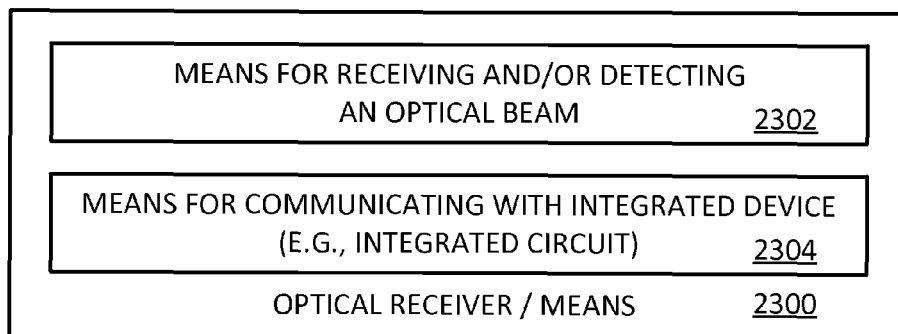 MEANS FOR RECEIVING AND/OR DETECTING
AN OPTICAL BEAM 2302
MEANS FOR COMMUNICATING WITH INTEGRATED DEVICE
(E.G., INTEGRATED CIRCUIT) 2304
OPTICAL RECEIVER / MEANS 2300